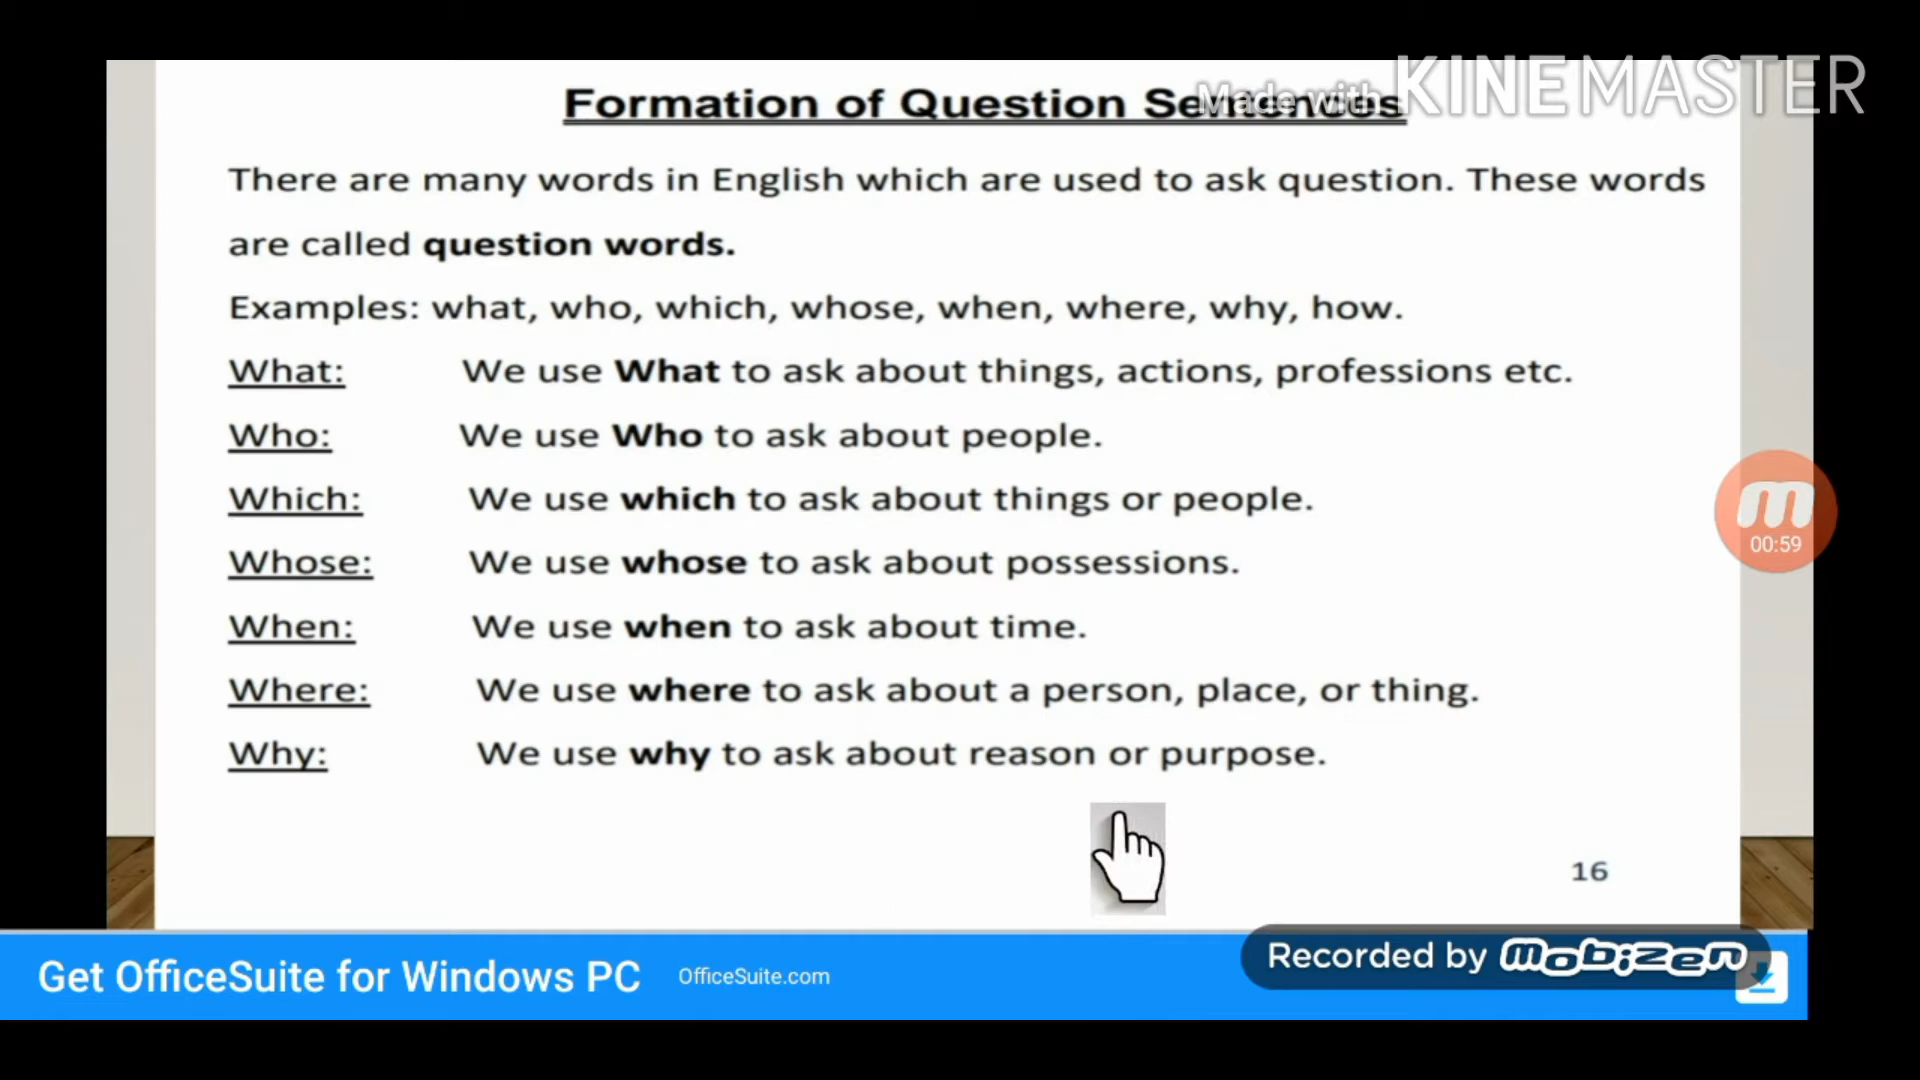 Made with KINEMASTER
Formation of Question Sentences
There are many words in English which are used to ask question. These words
are called question words.
Examples: what, who, which, whose, when, where, why, how.
What: We use What to ask about things, actions, professions etc.
Who: We use Who to ask about people.
Which: We use which to ask about things or people.
Whose: We use whose to ask about possessions.
When: We use when to ask about time.
Where: We use where to ask about a person, place, or thing.
Why: We use why to ask about reason or purpose.
00:59
16
Get OfficeSuite for Windows PC OfficeSuite.com
Recorded by mobizen